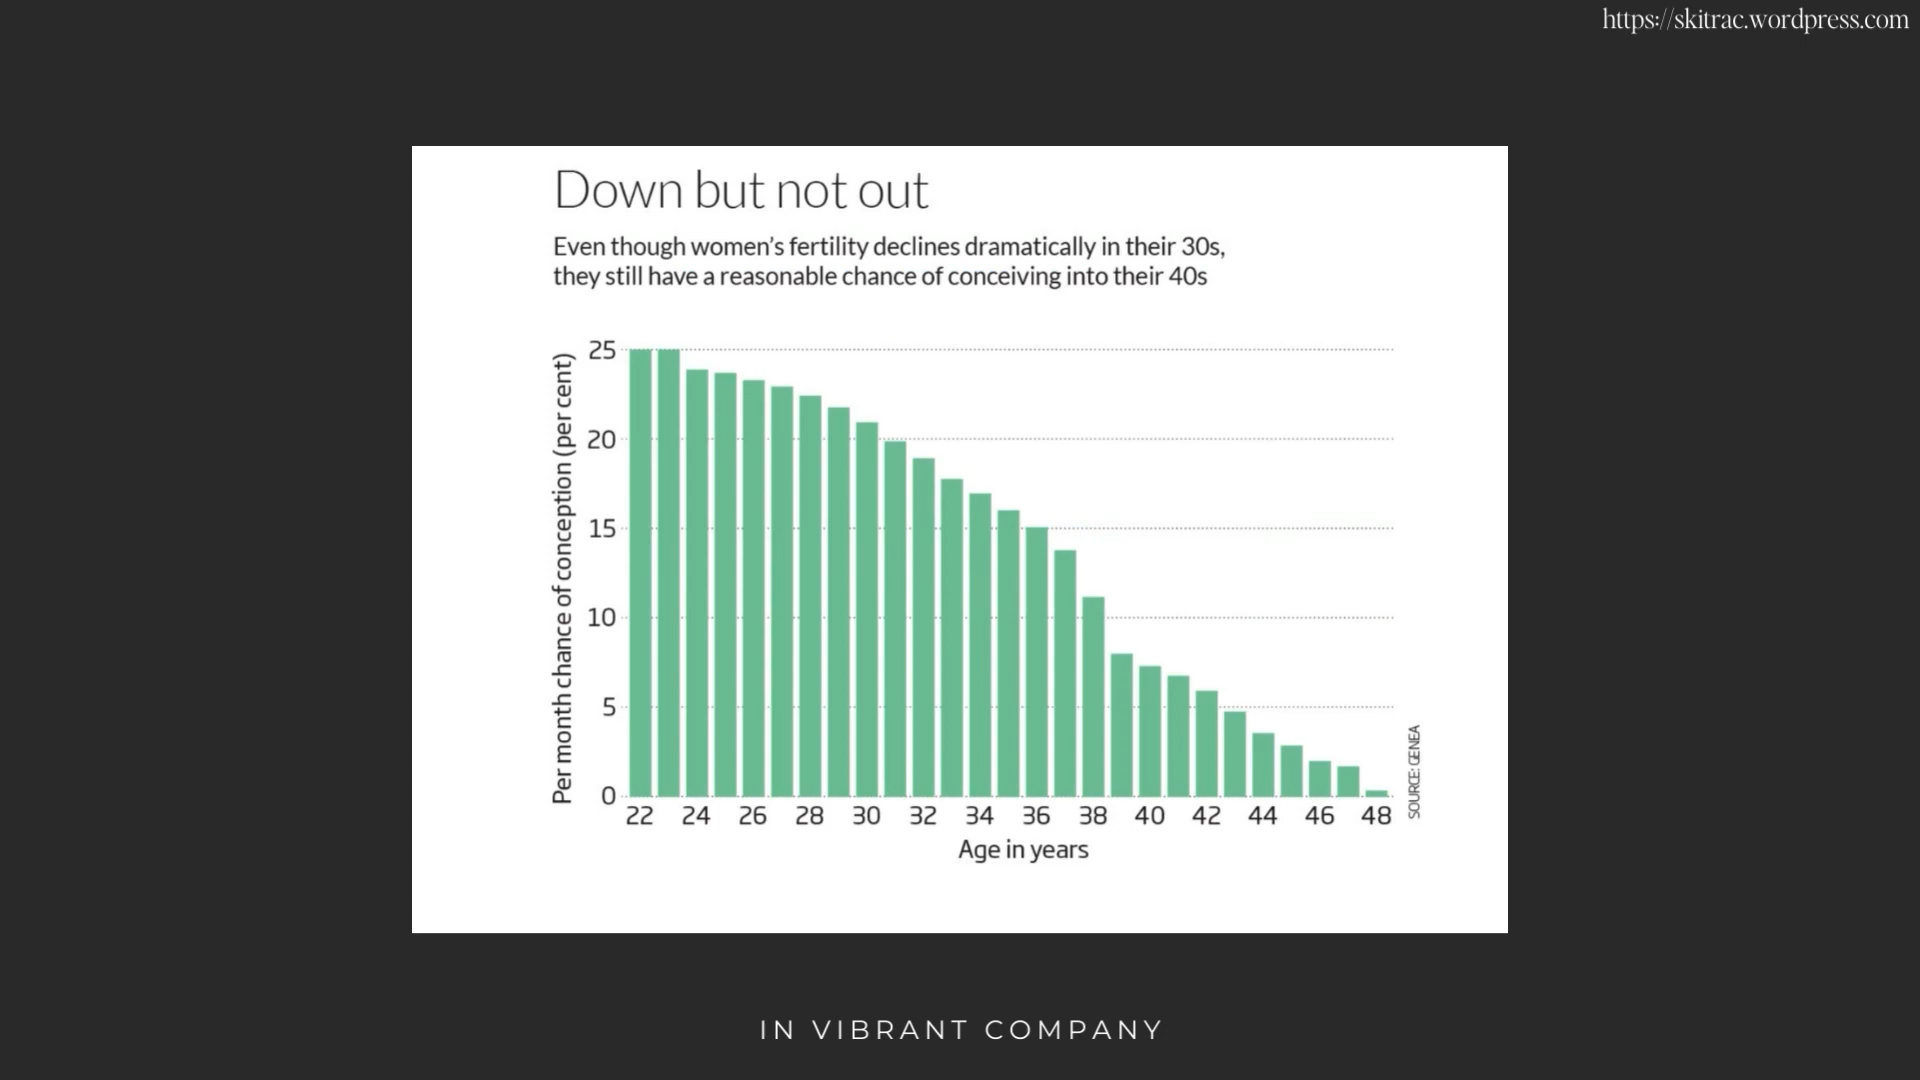 https://skitrac.wordpress.com
Down but not out
Even though women's fertility declines dramatically in their 30s,
they still have a reasonable chance of conceiving into their 40s
Per month chance of conception (per cent)
25
20
15
10
5
0
22 24 26 28 30 32 34 36 38 40 42 44 46 48
Age in years
SOURCE: GENEA
IN VIBRANT COMPANY